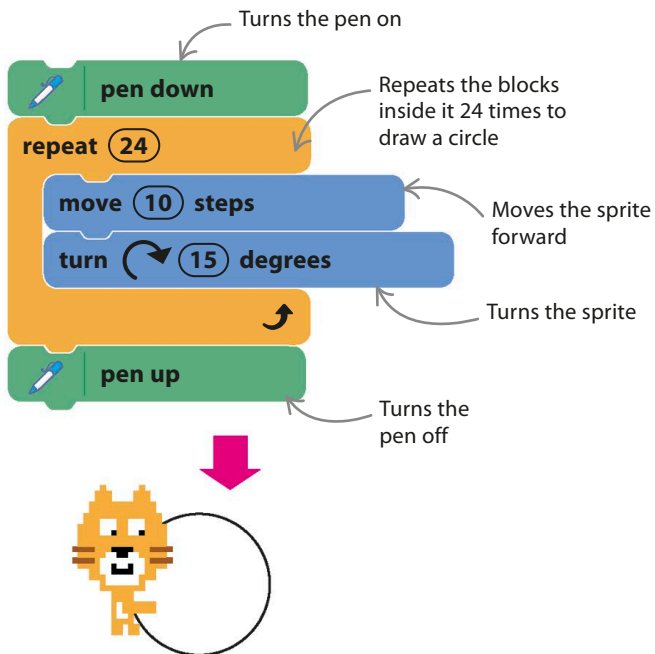 Turns the pen on
pen down
Repeats the blocks
inside it 24 times to
draw a circle
repeat 24
move 10 steps
Moves the sprite
forward
turn 15 degrees
Turns the sprite
pen up
Turns the
pen off